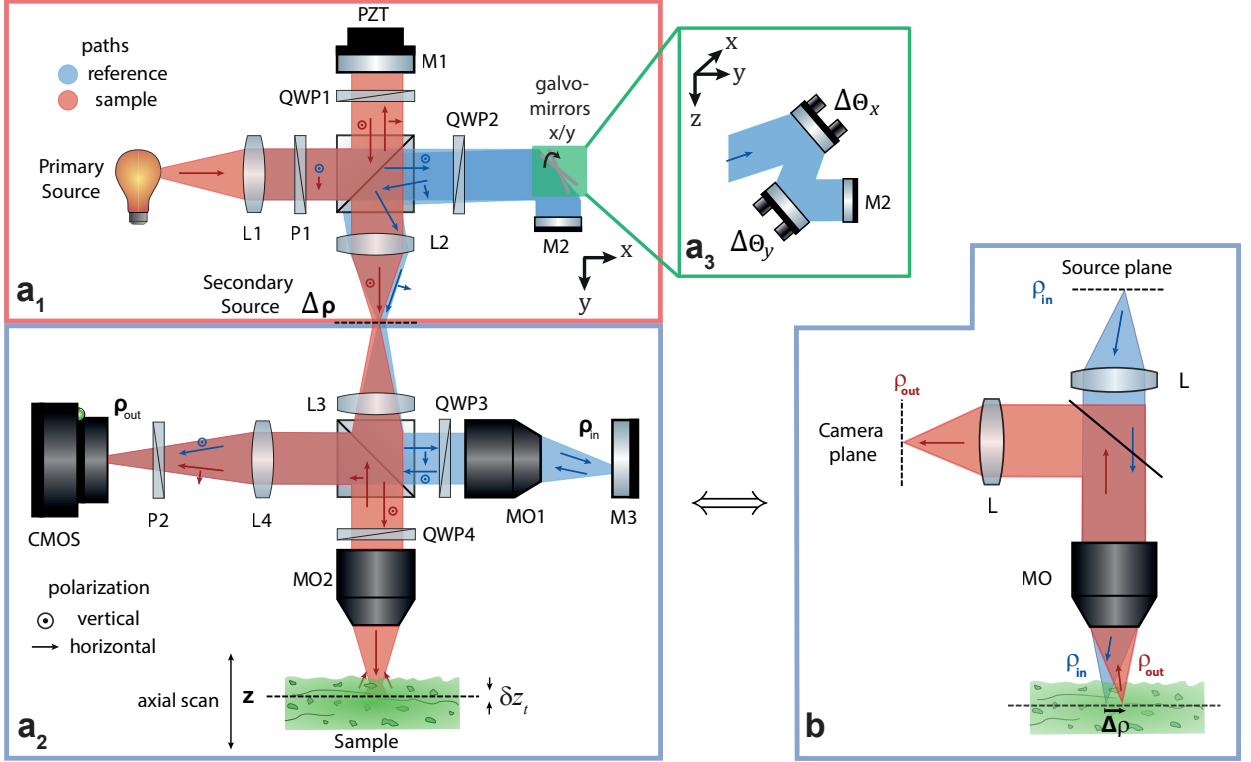 PZT
paths
reference
sample
M1
QWP1
QWP2
galvo-
mirrors
x/y
Primary
Source
L1
P1
L2
M2
x
y
Secondary
Source
Δρ
a1
x
y
z
ΔΘx
M2
ΔΘy
a3
L3
QWP3
ρout
ρin
P2
L4
MO1
M3
CMOS
QWP4
MO2
polarization
vertical
horizontal
axial scan
z
δzt
Sample
a2
Source plane
ρin
L
ρout
Camera
plane
L
MO
ρin
ρout
Δρ
b